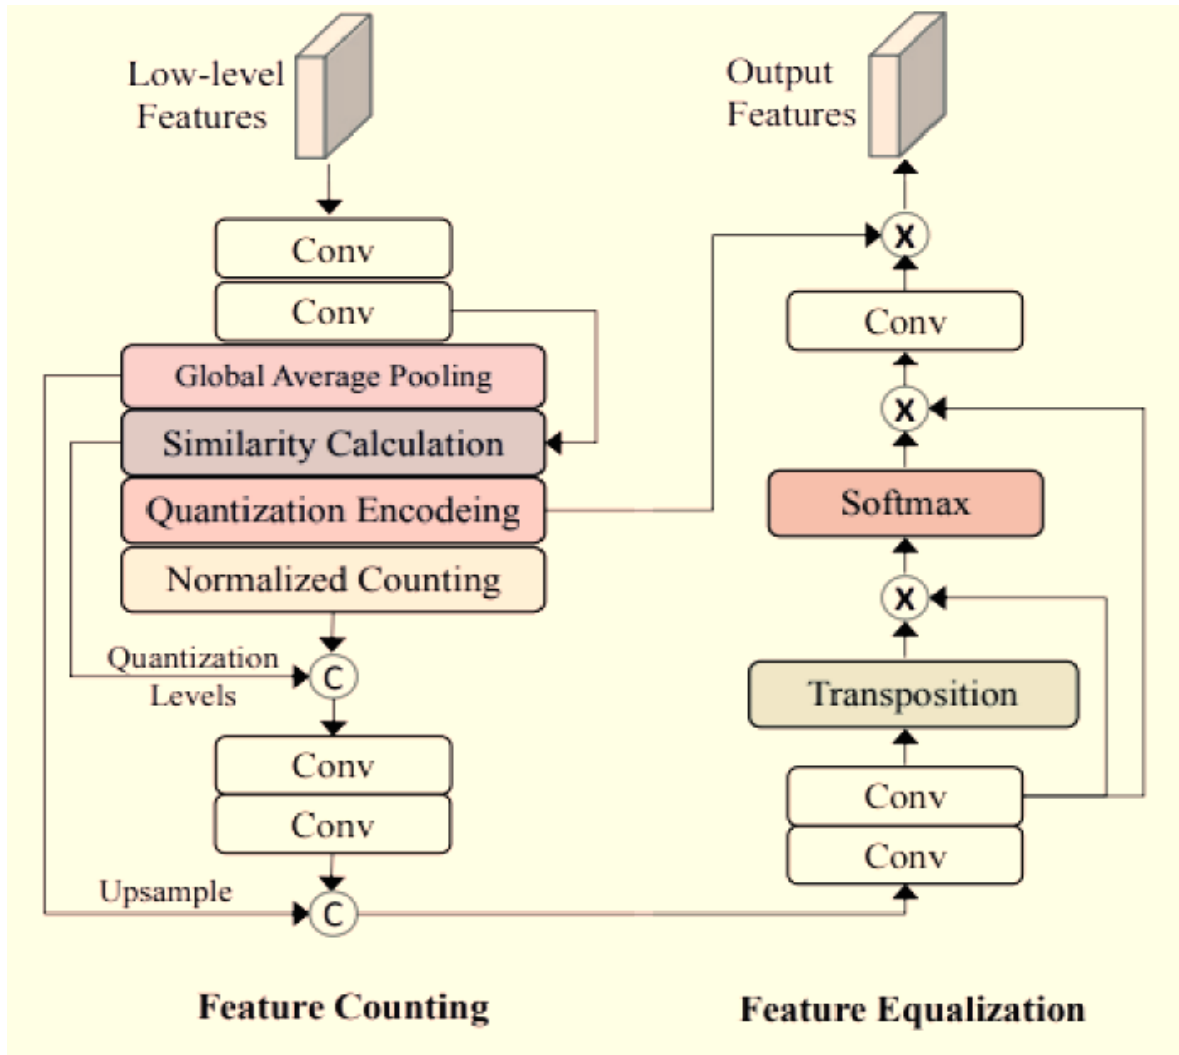 Low-level
Features
Conv
Conv
Global Average Pooling
Similarity Calculation
Quantization Encodeing
Normalized Counting
Quantization
Levels
C
Conv
Conv
Upsample
C
Feature Counting
Output
Features
X
Conv
X
Softmax
X
Transposition
Conv
Conv
Feature Equalization